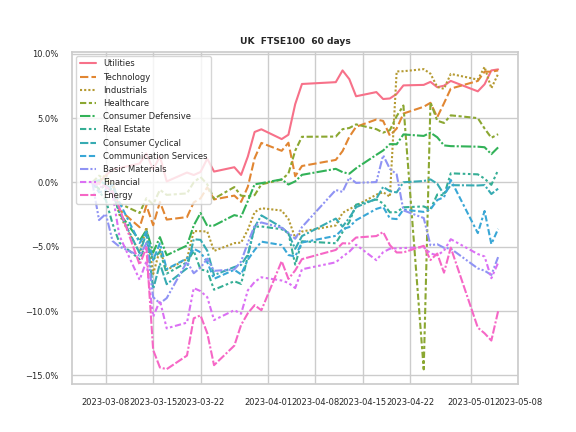 UK FTSE100 60 days
10.0%
5.0%
0.0%
−5.0%
−10.0%
−15.0%
Utilities
Technology
Industrials
Healthcare
Consumer Defensive
Real Estate
Consumer Cyclical
Communication Services
Basic Materials
Financial
Energy
2023-03-08
2023-03-15
2023-03-22
2023-04-01
2023-04-08
2023-04-15
2023-04-22
2023-05-01
2023-05-08